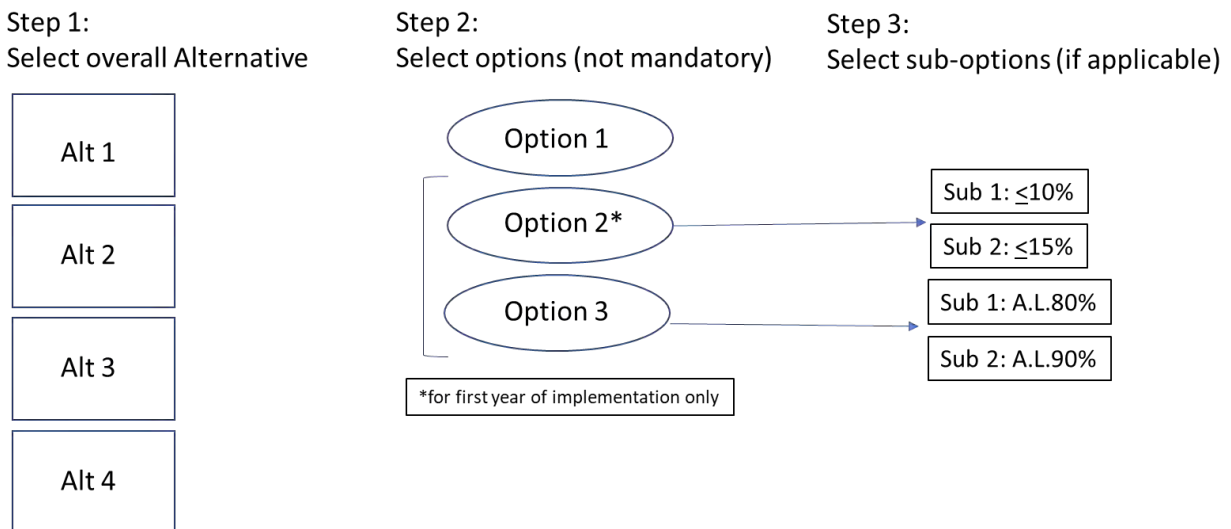 Step 1:
Select overall Alternative
Alt 1
Alt 2
Alt 3
Alt 4
Step 2:
Select options (not mandatory)
Option 1
Option 2*
Option 3
*for first year of implementation only
Step 3:
Select sub-options (if applicable)
Sub 1: ≤10%
Sub 2: ≤15%
Sub 1: A.L.80%
Sub 2: A.L.90%